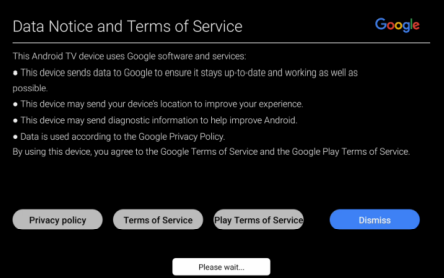 Data Notice and Terms of Service
Google
This Android TV device uses Google software and services:
● This device sends data to Google to ensure it stays up-to-date and working as well as
possible.
● This device may send your device's location to improve your experience.
● This device may send diagnostic information to help improve Android.
● Data is used according to the Google Privacy Policy.
By using this device, you agree to the Google Terms of Service and the Google Play Terms of Service.
Privacy policy
Terms of Service
Play Terms of Service
Dismiss
Please wait...